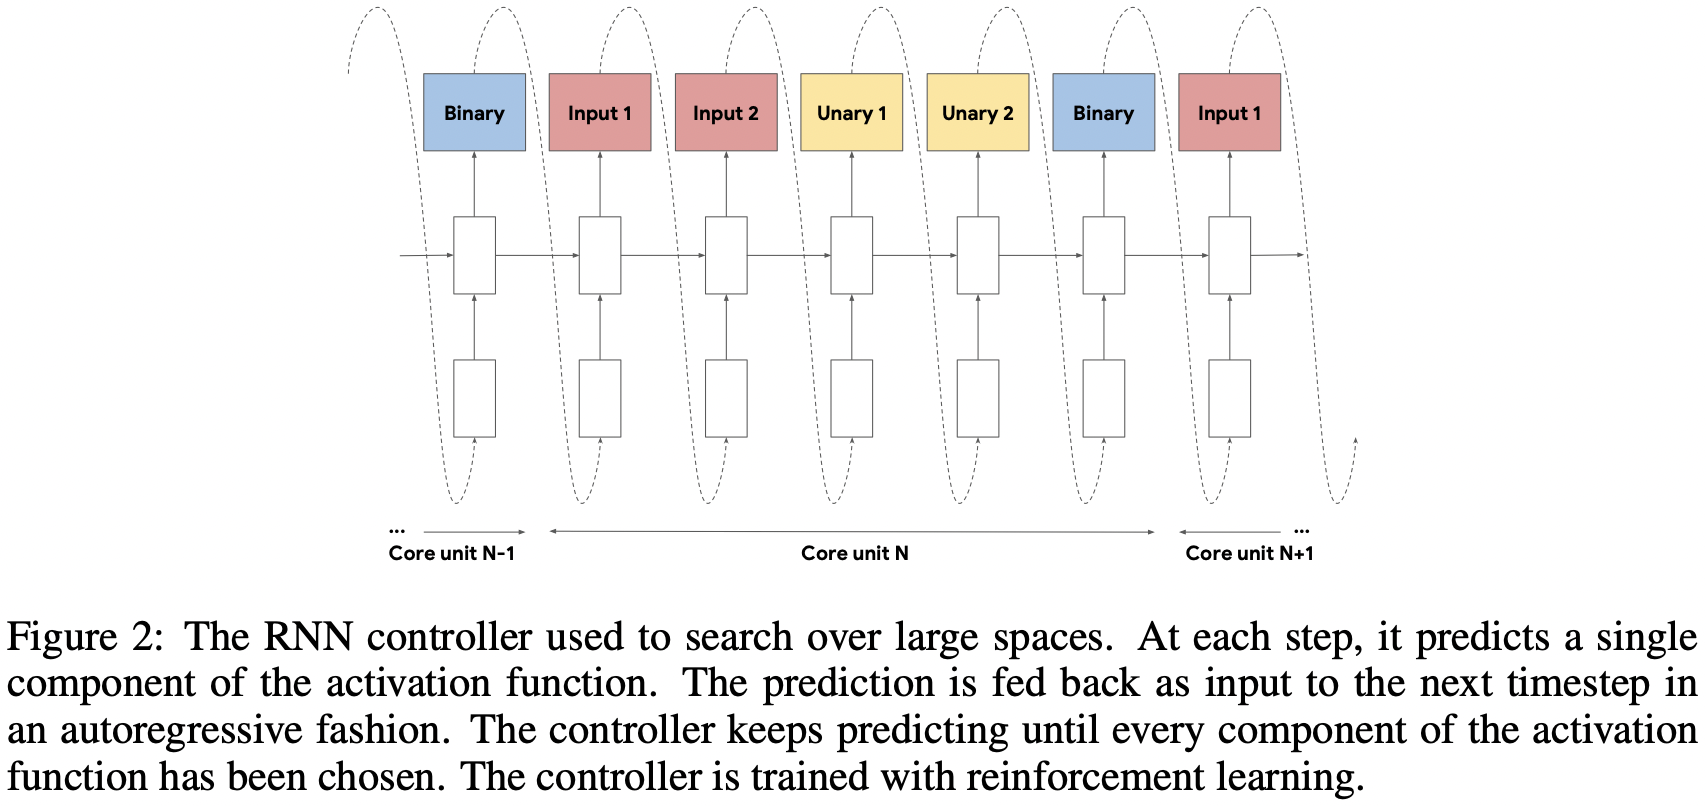 Binary Input 1 Input 2 Unary 1 Unary 2 Binary Input 1
... ...
Core unit N-1 Core unit N Core unit N+1
Figure 2: The RNN controller used to search over large spaces. At each step, it predicts a single
component of the activation function. The prediction is fed back as input to the next timestep in
an autoregressive fashion. The controller keeps predicting until every component of the activation
function has been chosen. The controller is trained with reinforcement learning.